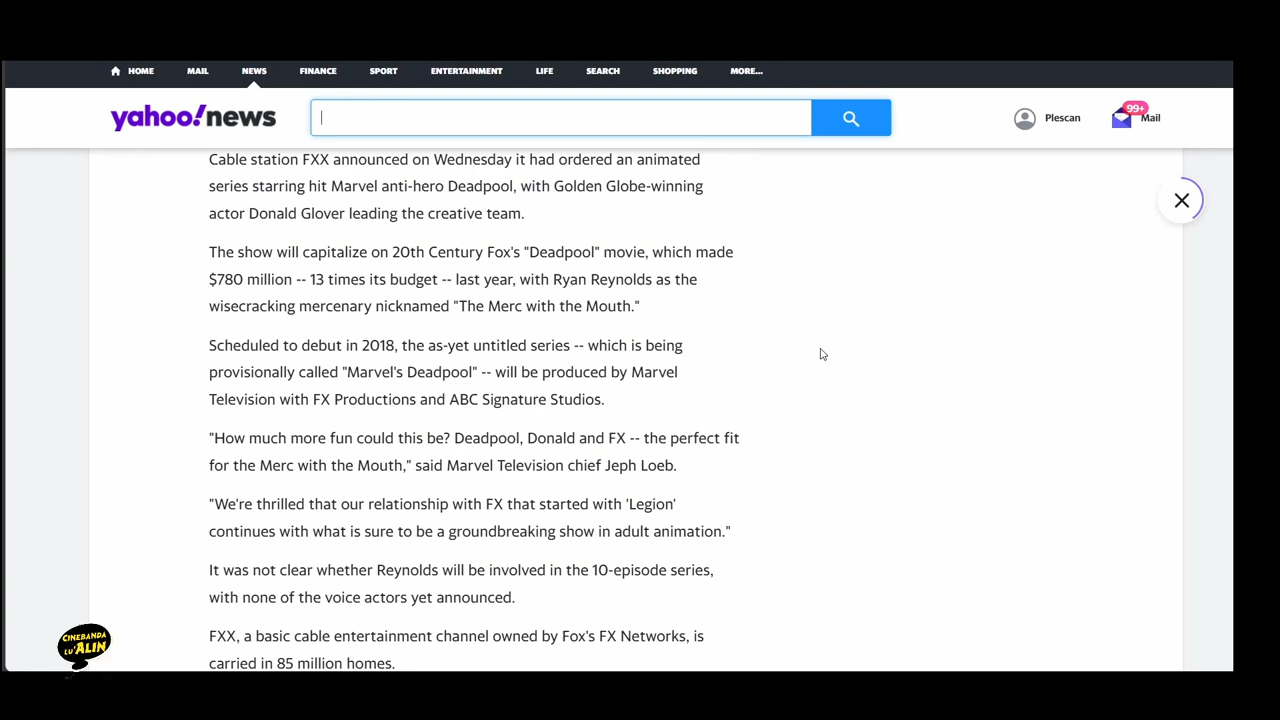 HOME MAIL NEWS FINANCE SPORT ENTERTAINMENT LIFE SEARCH SHOPPING MORE...
yahoo!news
Plescan
99+
Mail
Cable station FXX announced on Wednesday it had ordered an animated
series starring hit Marvel anti-hero Deadpool, with Golden Globe-winning
actor Donald Glover leading the creative team.
The show will capitalize on 20th Century Fox's "Deadpool" movie, which made
$780 million -- 13 times its budget -- last year, with Ryan Reynolds as the
wisecracking mercenary nicknamed "The Merc with the Mouth."
Scheduled to debut in 2018, the as-yet untitled series -- which is being
provisionally called "Marvel's Deadpool" -- will be produced by Marvel
Television with FX Productions and ABC Signature Studios.
"How much more fun could this be? Deadpool, Donald and FX -- the perfect fit
for the Merc with the Mouth," said Marvel Television chief Jeph Loeb.
"We're thrilled that our relationship with FX that started with 'Legion'
continues with what is sure to be a groundbreaking show in adult animation."
It was not clear whether Reynolds will be involved in the 10-episode series,
with none of the voice actors yet announced.
FXX, a basic cable entertainment channel owned by Fox's FX Networks, is
carried in 85 million homes.
CINEBANDA
LU'ALIN